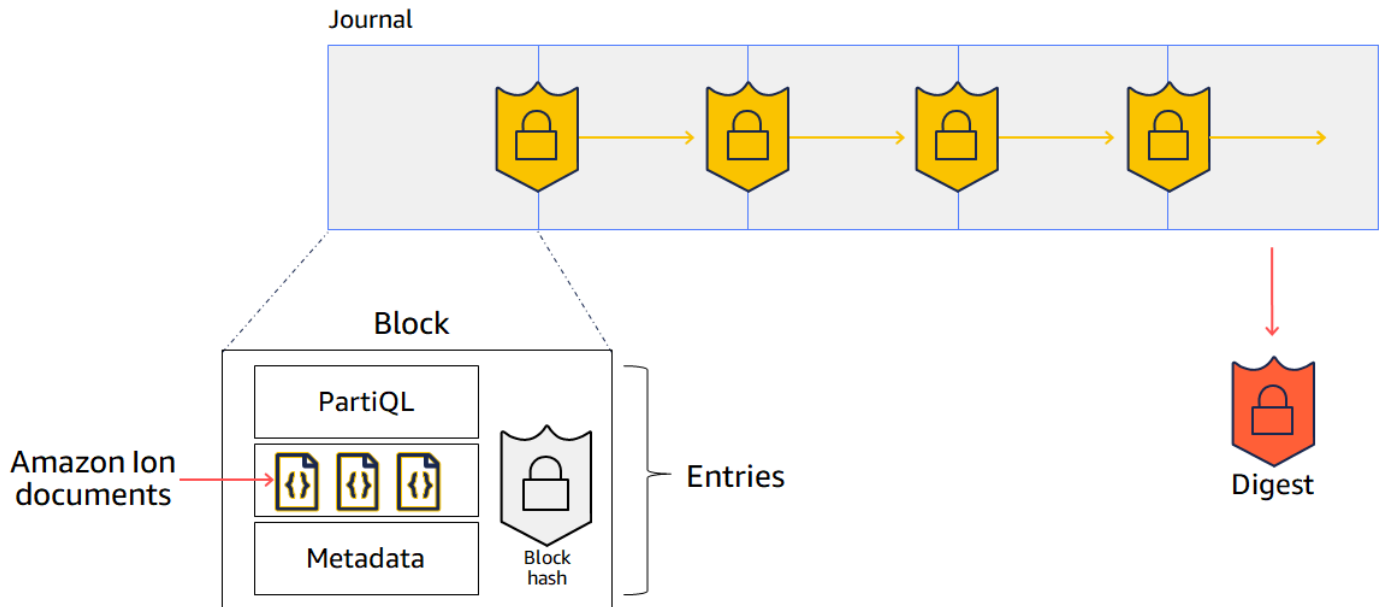 Journal
Block
PartiQL
Amazon Ion
documents
{}
{}
{}
Metadata
Block
hash
Entries
Digest